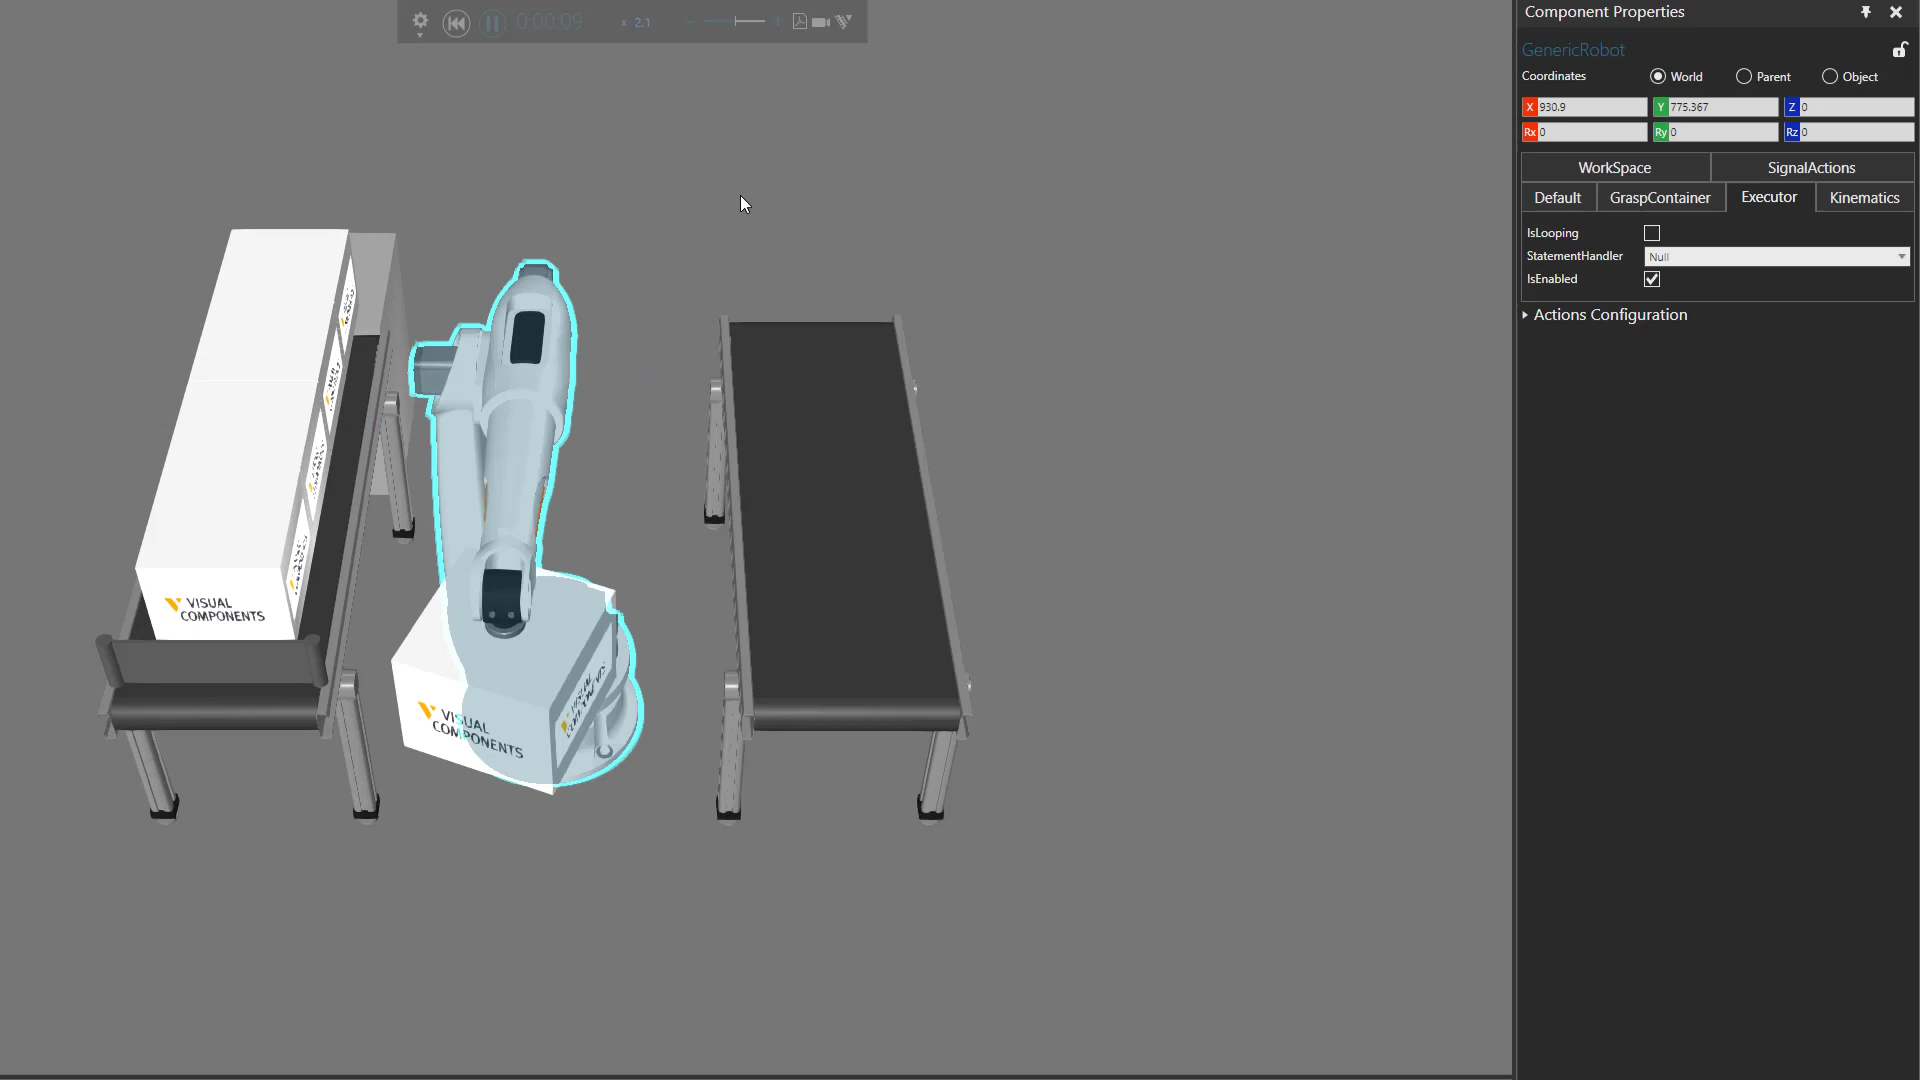 0:00:09 x 2.1
Component Properties
GenericRobot
Coordinates World Parent Object
X 930.9 Y 775.367 Z 0
Rx 0 Ry 0 Rz 0
WorkSpace SignalActions
Default GraspContainer Executor Kinematics
IsLooping
StatementHandler Null
IsEnabled
Actions Configuration
VISUAL
COMPONENTS
VISUAL
COMPONENTS